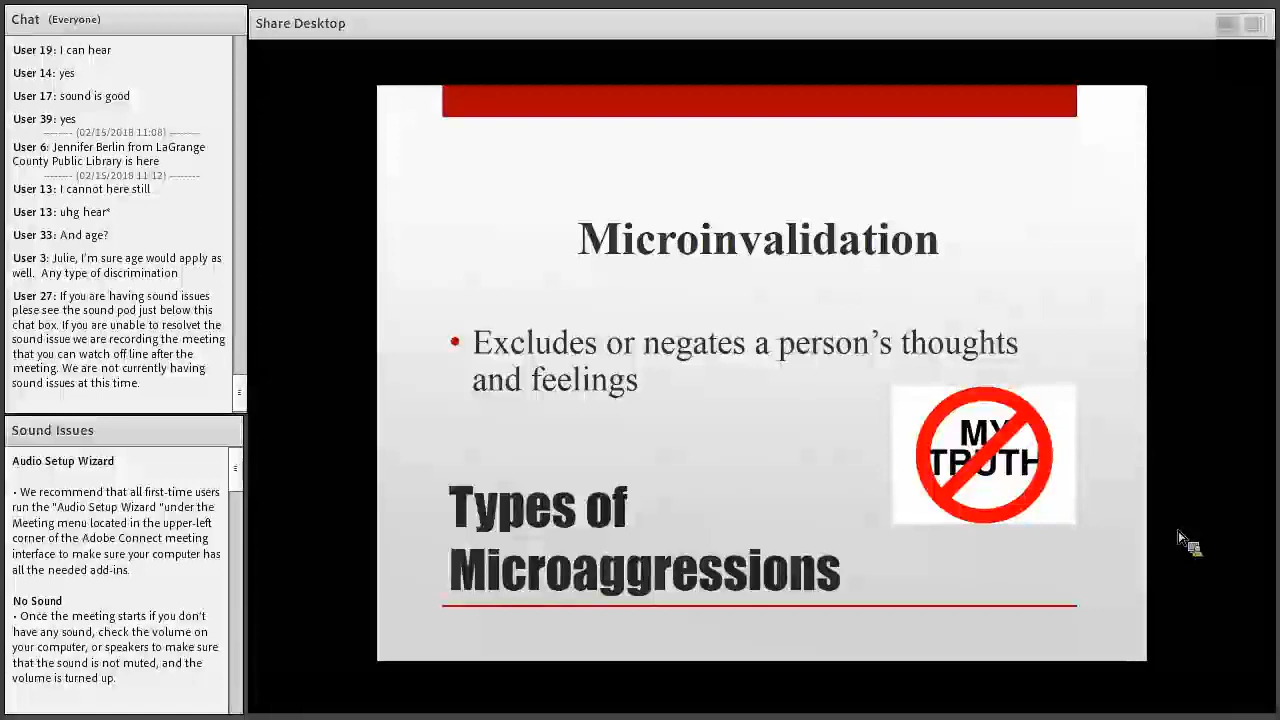 Chat (Everyone)
User 19: I can hear
User 14: yes
User 17: sound is good
User 39: yes
-------- (02/15/2018 11:08) --------
User 6: Jennifer Berlin from LaGrange
County Public Library is here
-------- (02/15/2018 11:12) --------
User 13: I cannot here still
User 13: uhg hear*
User 33: And age?
User 3: Julie, I'm sure age would apply as
well. Any type of discrimination
User 27: If you are having sound issues
plese see the sound pod just below this
chat box. If you are unable to resolvet the
sound issue we are recording the meeting
that you can watch off line after the
meeting. We are not currently having
sound issues at this time.
Sound Issues
Audio Setup Wizard
• We recommend that all first-time users
run the "Audio Setup Wizard "under the
Meeting menu located in the upper-left
corner of the Adobe Connect meeting
interface to make sure your computer has
all the needed add-ins.
No Sound
• Once the meeting starts if you don't
have any sound, check the volume on
your computer, or speakers to make sure
that the sound is not muted, and the
volume is turned up.
Share Desktop
Microinvalidation
• Excludes or negates a person's thoughts
and feelings
MY
TRUTH
Types of
Microaggressions